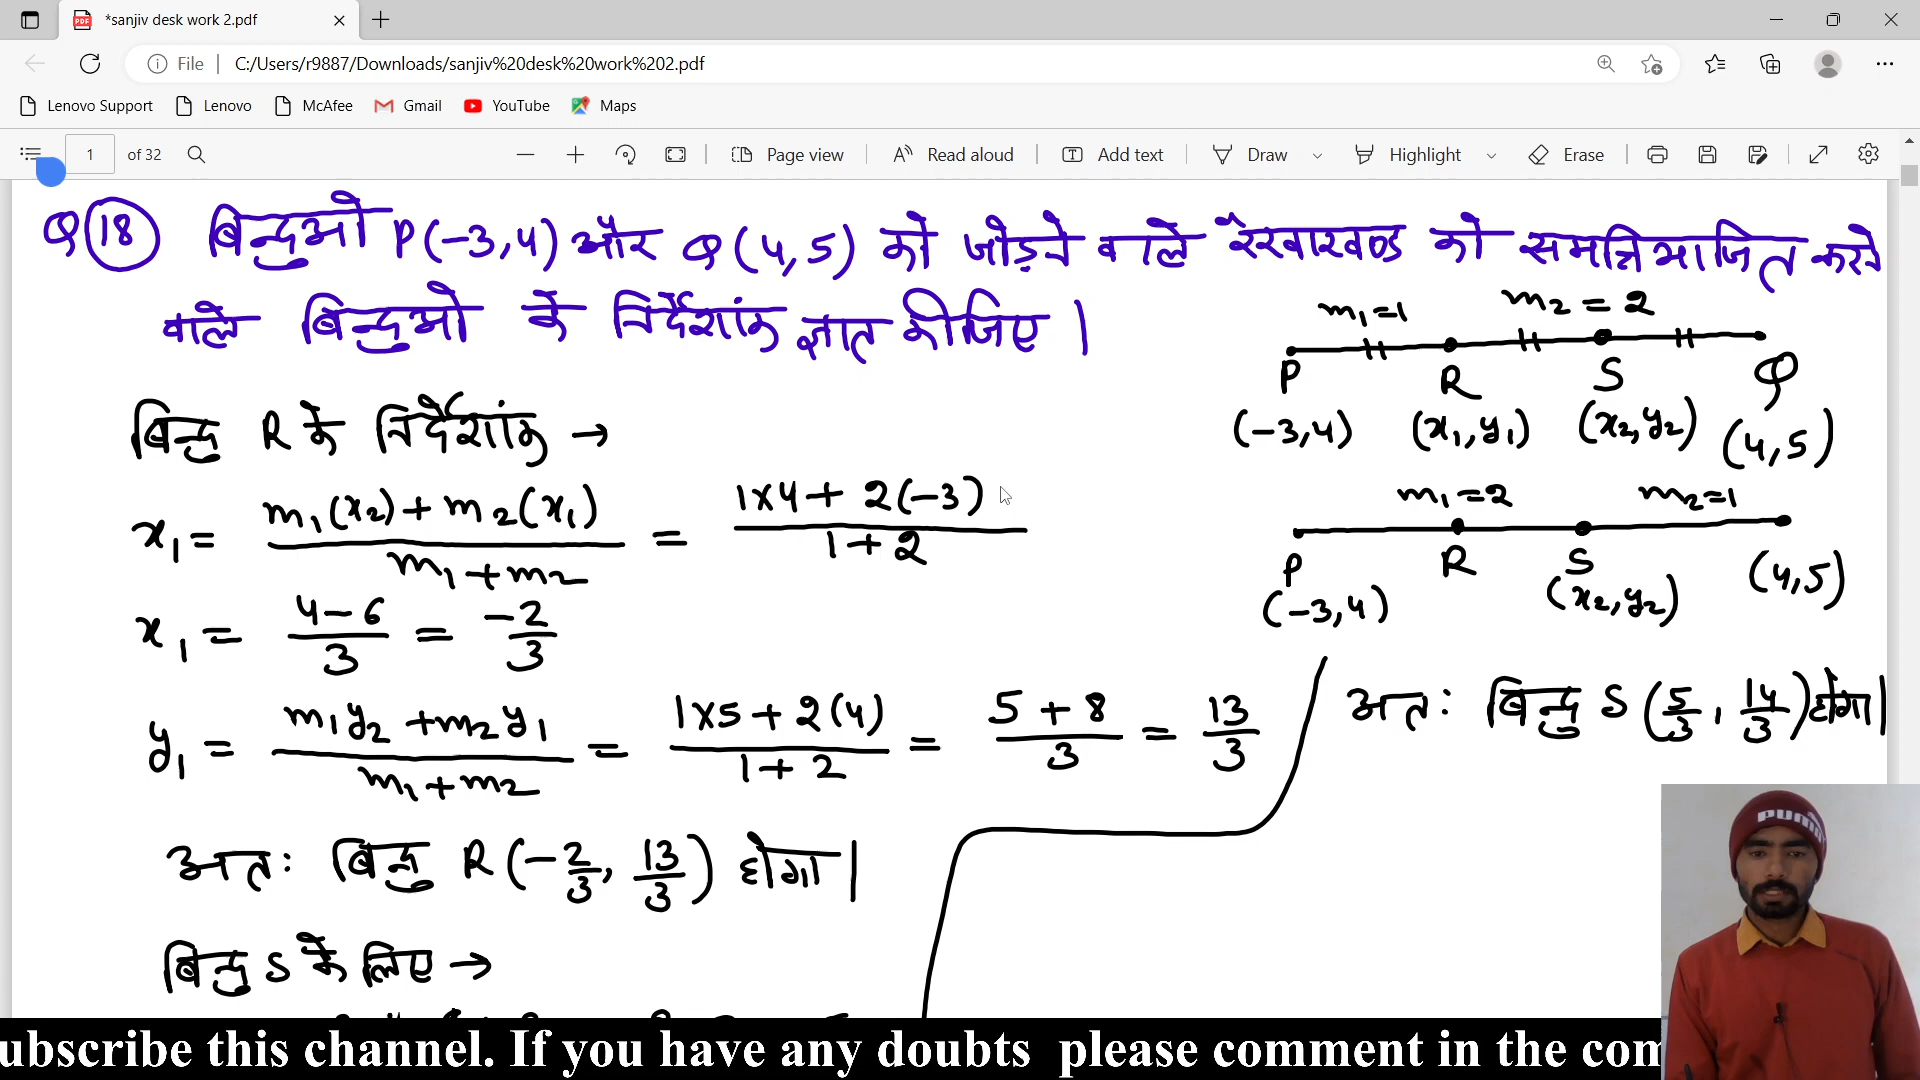 *sanjiv desk work 2.pdf
File | C:/Users/r9887/Downloads/sanjiv%20desk%20work%202.pdf
Lenovo Support Lenovo McAfee Gmail YouTube Maps
1 of 32 Page view Read aloud Add text Draw Highlight Erase
Q 18 बिन्दुओं P(-3,4) और Q(4,5) को जोड़ने वाले रेखाखण्ड को समत्रिभाजित करने
वाले बिन्दुओं के निर्देशांक ज्ञात कीजिए।
m₁=1 m₂ = 2
P R S Q
(-3,4) (x₁,y₁) (x₂,y₂) (4,5)
m₁=2 m₂=1
P R S
(-3,4) (x₂,y₂) (4,5)
बिन्दु R के निर्देशांक →
x₁ = m₁(x₂)+m₂(x₁) / m₁+m₂ = 1x4+2(-3) / 1+2
x₁ = 4-6 / 3 = -2/3
y₁ = m₁y₂+m₂y₁ / m₁+m₂ = 1x5+2(4) / 1+2 = 5+8 / 3 = 13/3
अतः बिन्दु R(-2/3, 13/3) होगा।
बिन्दु S के लिए →
अतः बिन्दु S(5/3, 14/3) होगा।
PUMA
ubscribe this channel. If you have any doubts please comment in the com